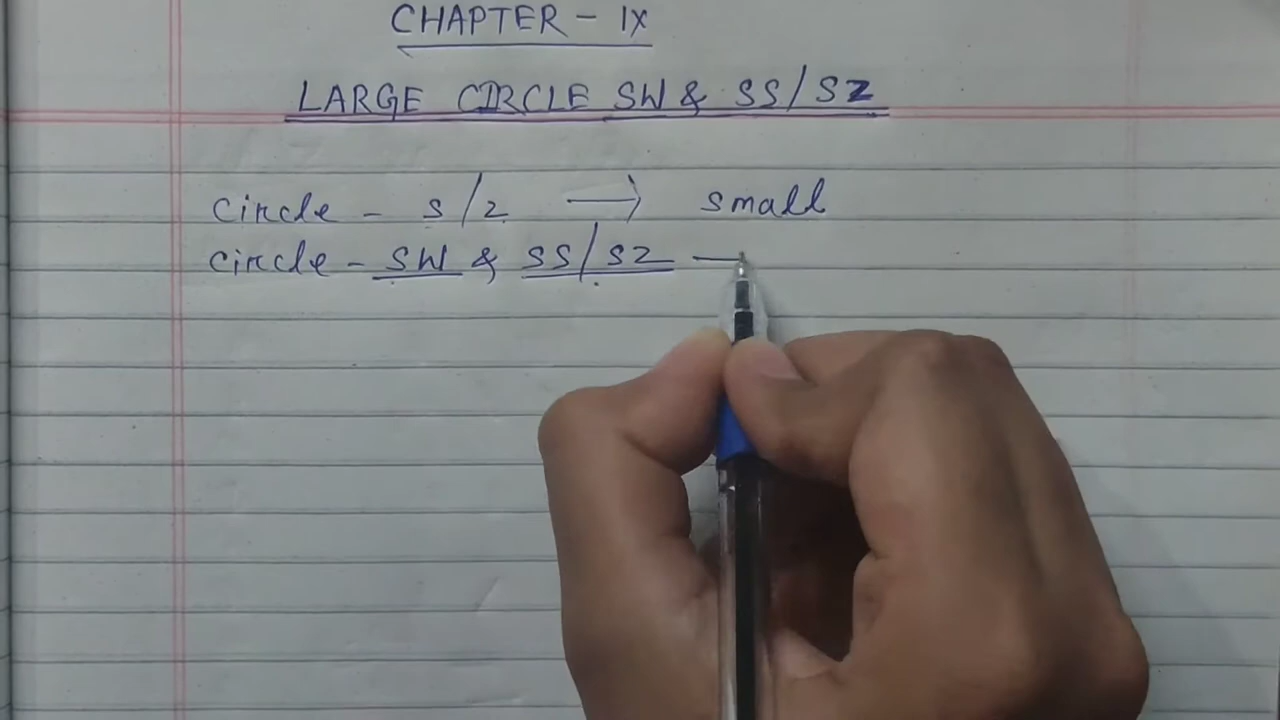 CHAPTER - IX
LARGE CIRCLE SW & SS/SZ
Circle - s/z → small
Circle - SW & SS/SZ —